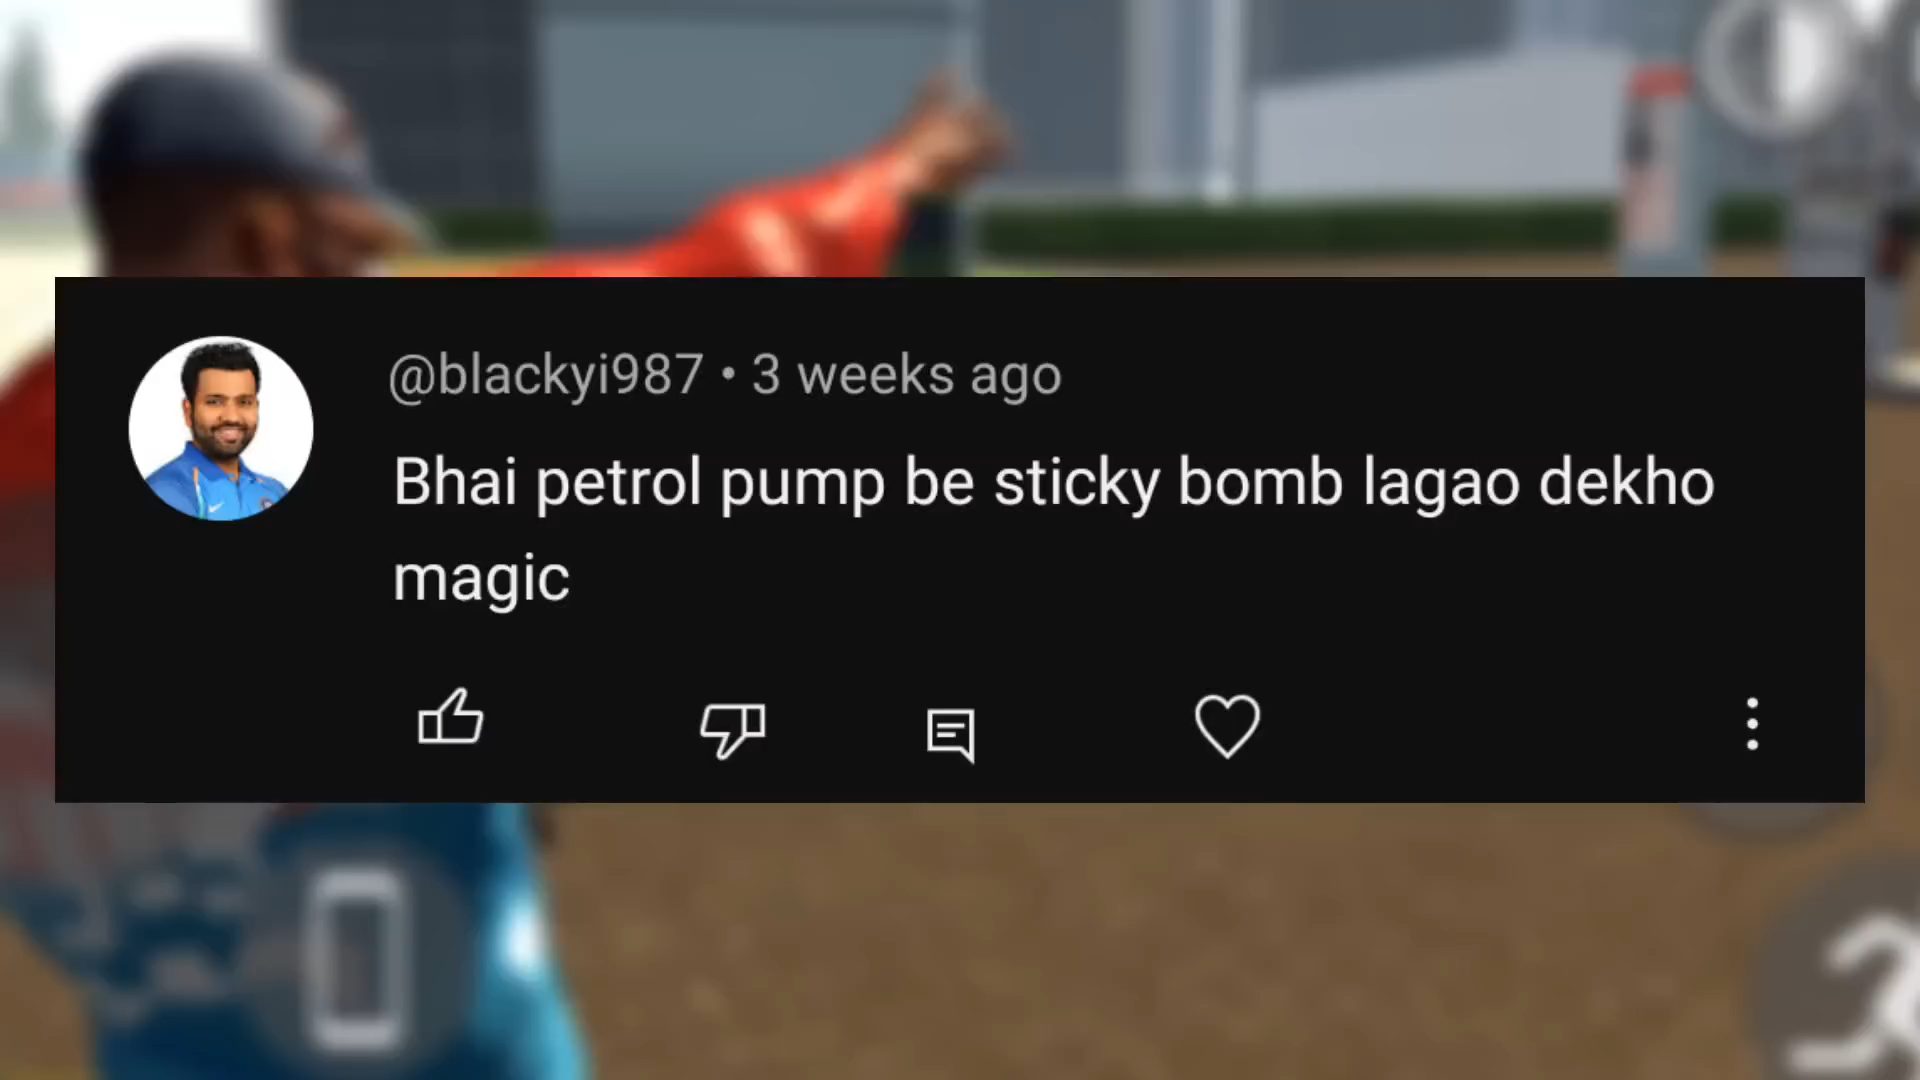 @blackyi987 • 3 weeks ago
Bhai petrol pump be sticky bomb lagao dekho
magic